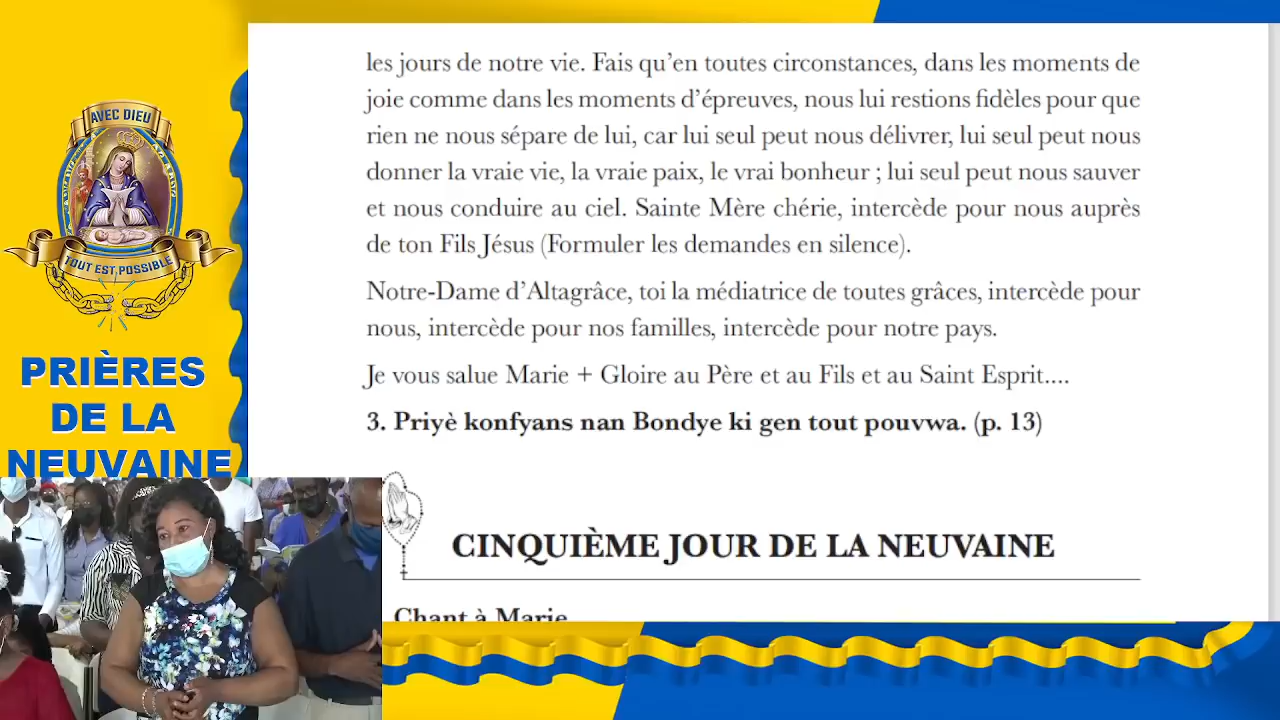 AVEC DIEU
TOUT EST POSSIBLE
PRIÈRES
DE LA
NEUVAINE
les jours de notre vie. Fais qu’en toutes circonstances, dans les moments de
joie comme dans les moments d’épreuves, nous lui restions fidèles pour que
rien ne nous sépare de lui, car lui seul peut nous délivrer, lui seul peut nous
donner la vraie vie, la vraie paix, le vrai bonheur ; lui seul peut nous sauver
et nous conduire au ciel. Sainte Mère chérie, intercède pour nous auprès
de ton Fils Jésus (Formuler les demandes en silence).
Notre-Dame d’Altagrâce, toi la médiatrice de toutes grâces, intercède pour
nous, intercède pour nos familles, intercède pour notre pays.
Je vous salue Marie + Gloire au Père et au Fils et au Saint Esprit....
3. Priyè konfyans nan Bondye ki gen tout pouvwa. (p. 13)
CINQUIÈME JOUR DE LA NEUVAINE
Chant à Marie